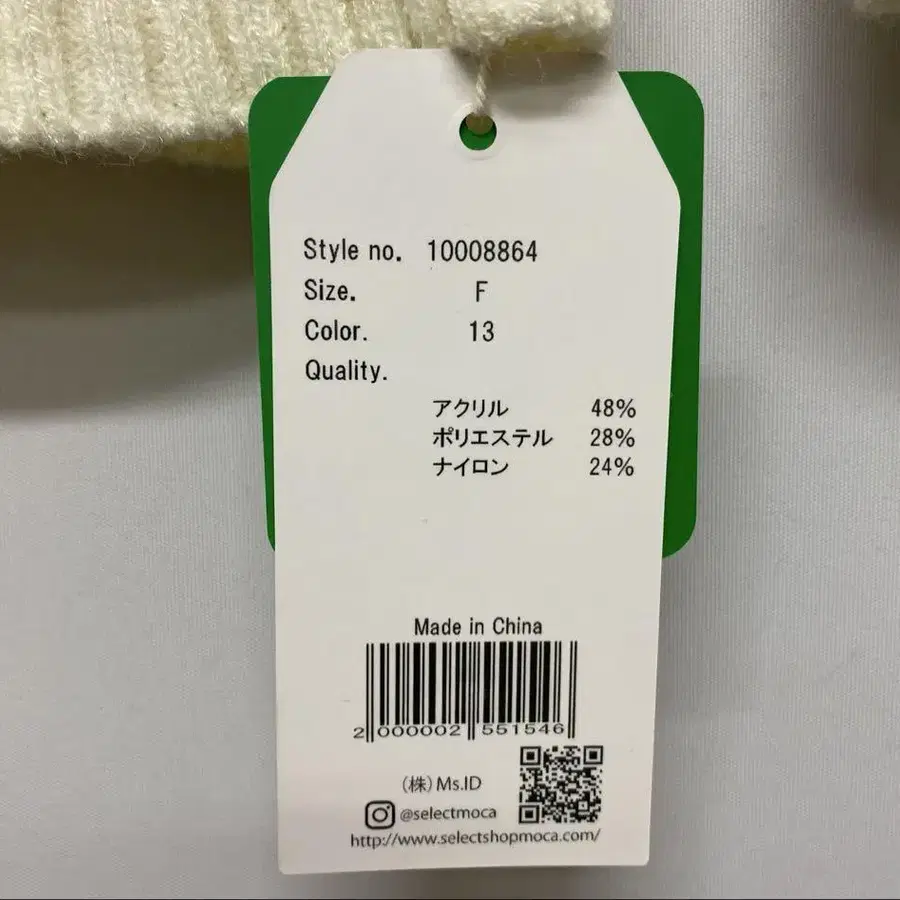 Style no. 10008864
Size. F
Color. 13
Quality.
アクリル 48%
ポリエステル 28%
ナイロン 24%
Made in China
2 000002 551546
(株)Ms.ID
@selectmoca
http://www.selectshopmoca.com/